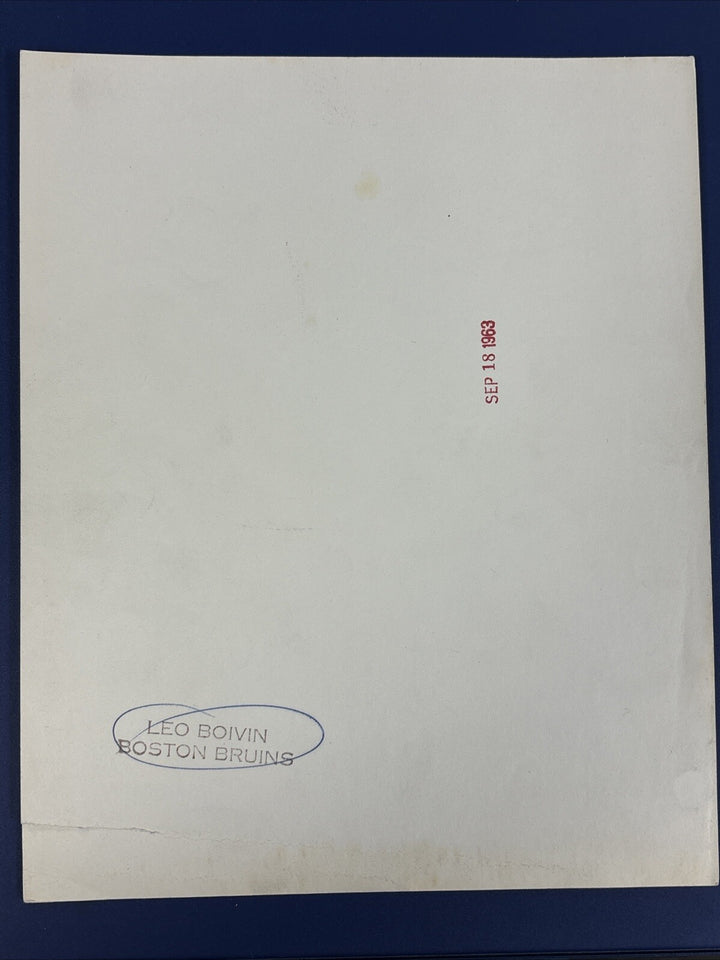 SEP 18 1963
LEO BOIVIN
BOSTON BRUINS